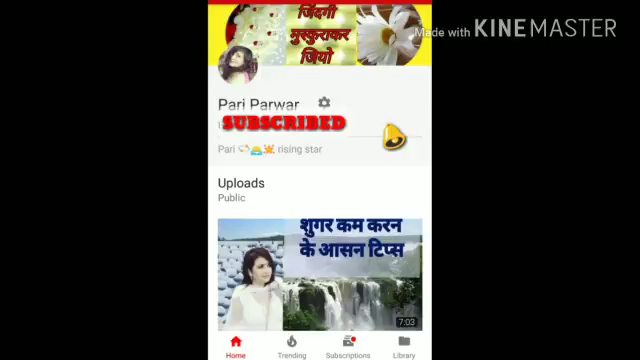 जिंदगी
मुस्कुराकर
जियो
Made with KINEMASTER
Pari Parwar
SUBSCRIBED
Pari rising star
Uploads
Public
शुगर कम करन
के आसन टिप्स
7:03
Home Trending Subscriptions Library